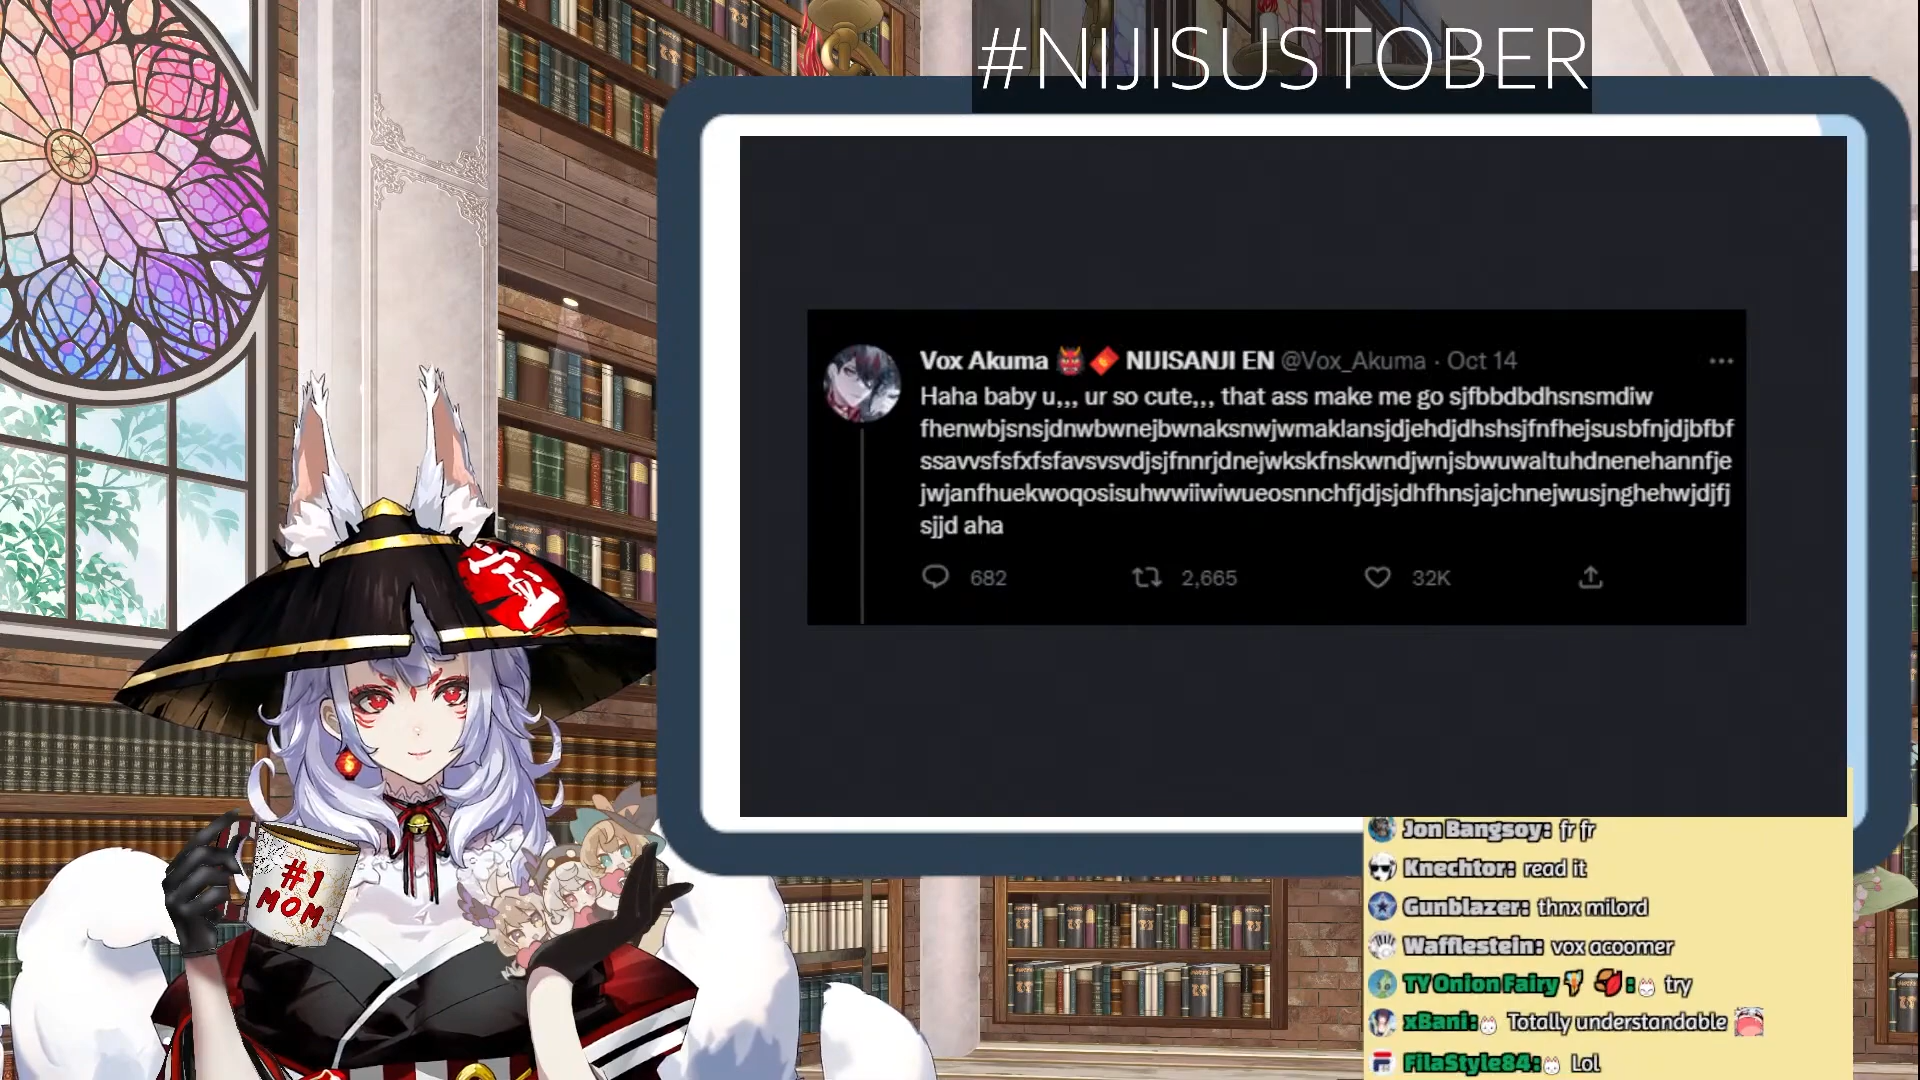 #NIJISUSTOBER
Vox Akuma 👹🧧 NIJISANJI EN @Vox_Akuma · Oct 14
Haha baby u,,, ur so cute,,, that ass make me go sjfbbdbdhsnsmdiw
fhenwbjsnsjdnwbwnejbwnaksnwjwmaklansjdjehdjdhshsjfnfhejsusbfnjdjbfbf
ssavvsfsfxfsfavsvsvdjsjfnnrjdnejwkskfnskwndjwnjsbwuwaltuhdnenehannfje
jwjanfhuekwoqosisuhwwiiwiwueosnnchfjdjsjdhfhnsjajchnejwusjnghehwjdjfj
sjjd aha
682 2,665 32K
#1
MOM
Jon Bangsoy: fr fr
Knechtor: read it
Gunblazer: thnx milord
Wafflestein: vox acoomer
TY Onion Fairy : try
xBani: Totally understandable
FilaStyle84: Lol